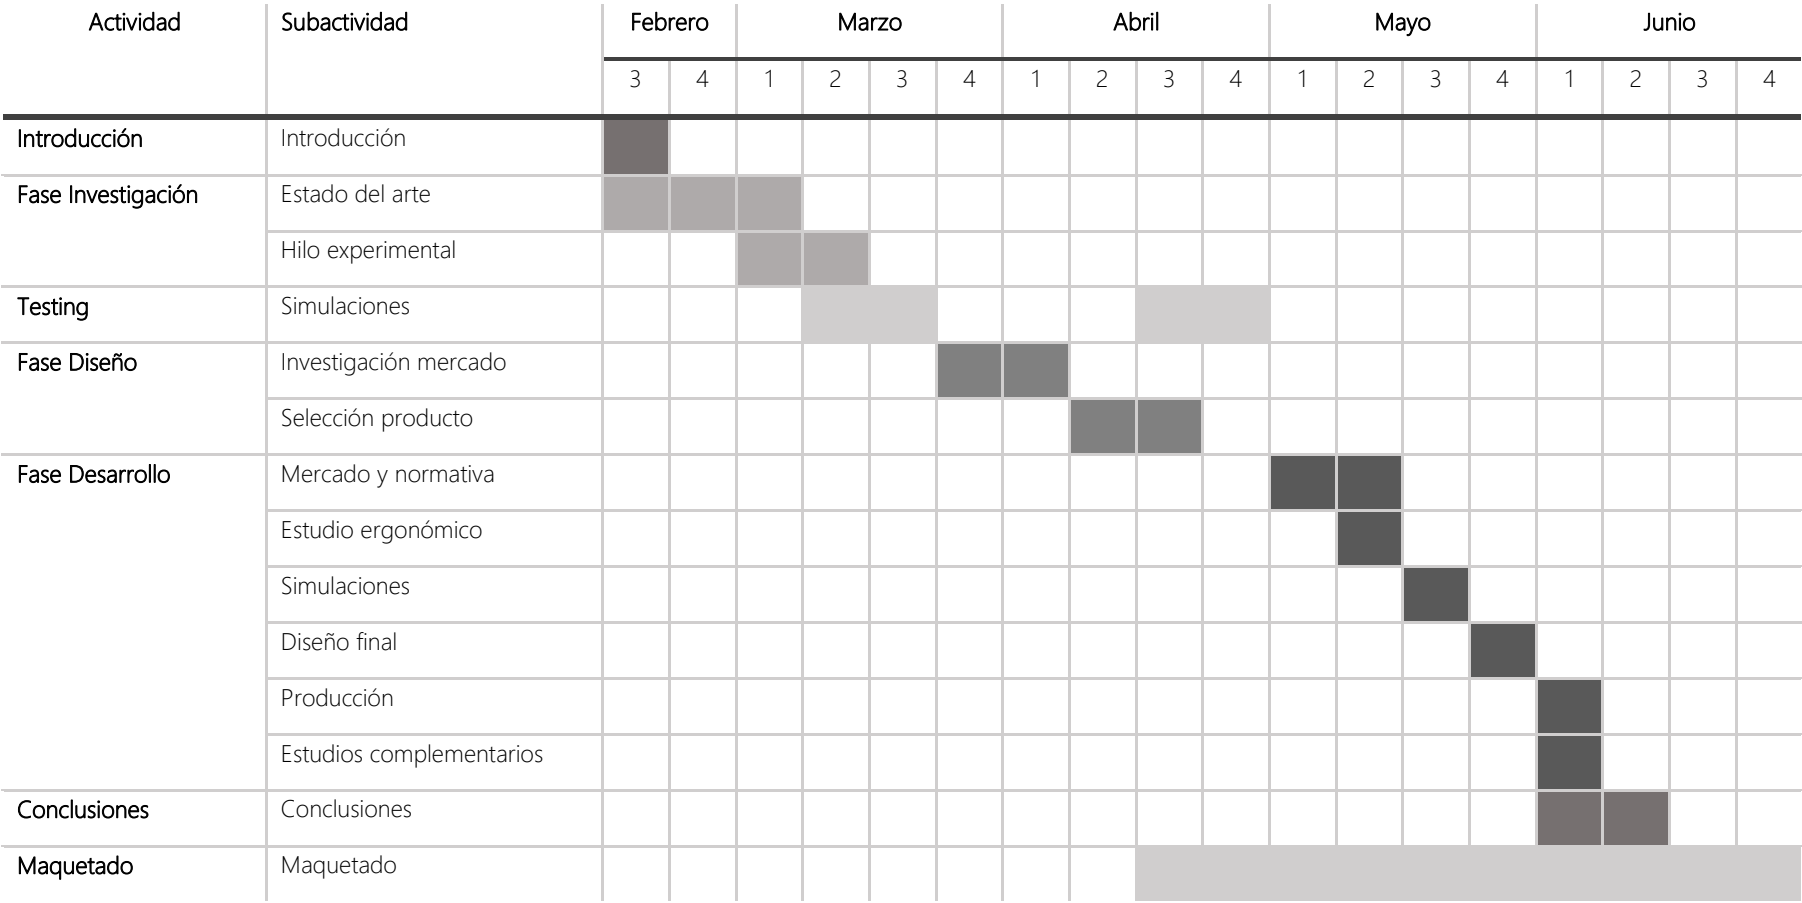 Actividad Subactividad Febrero Marzo Abril Mayo Junio
3 4 1 2 3 4 1 2 3 4 1 2 3 4 1 2 3 4
Introducción Introducción
Fase Investigación Estado del arte
Hilo experimental
Testing Simulaciones
Fase Diseño Investigación mercado
Selección producto
Fase Desarrollo Mercado y normativa
Estudio ergonómico
Simulaciones
Diseño final
Producción
Estudios complementarios
Conclusiones Conclusiones
Maquetado Maquetado